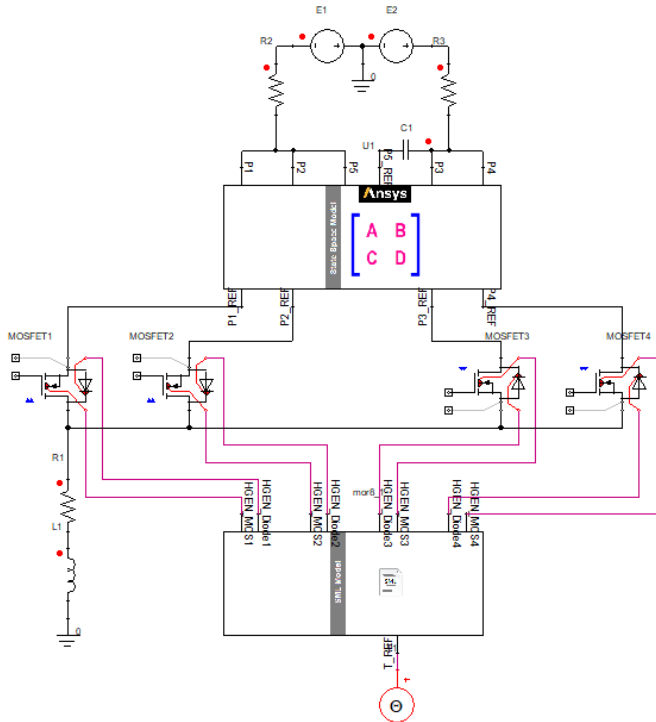 E1
E2
R2
R3
0
C1
U1
P1
P2
P5
P5_REF
P3
P4
Ansys
State Space Model
A B
C D
P1_REF
P2_REF
P3_REF
P4_REF
MOSFET1
MOSFET2
MOSFET3
MOSFET4
R1
L1
0
mor8_1
HGEN_MOS1
HGEN_Diode1
HGEN_MOS2
HGEN_Diode2
HGEN_Diode3
HGEN_MOS3
HGEN_Diode4
HGEN_MOS4
SML Model
SML
T_REF
Θ